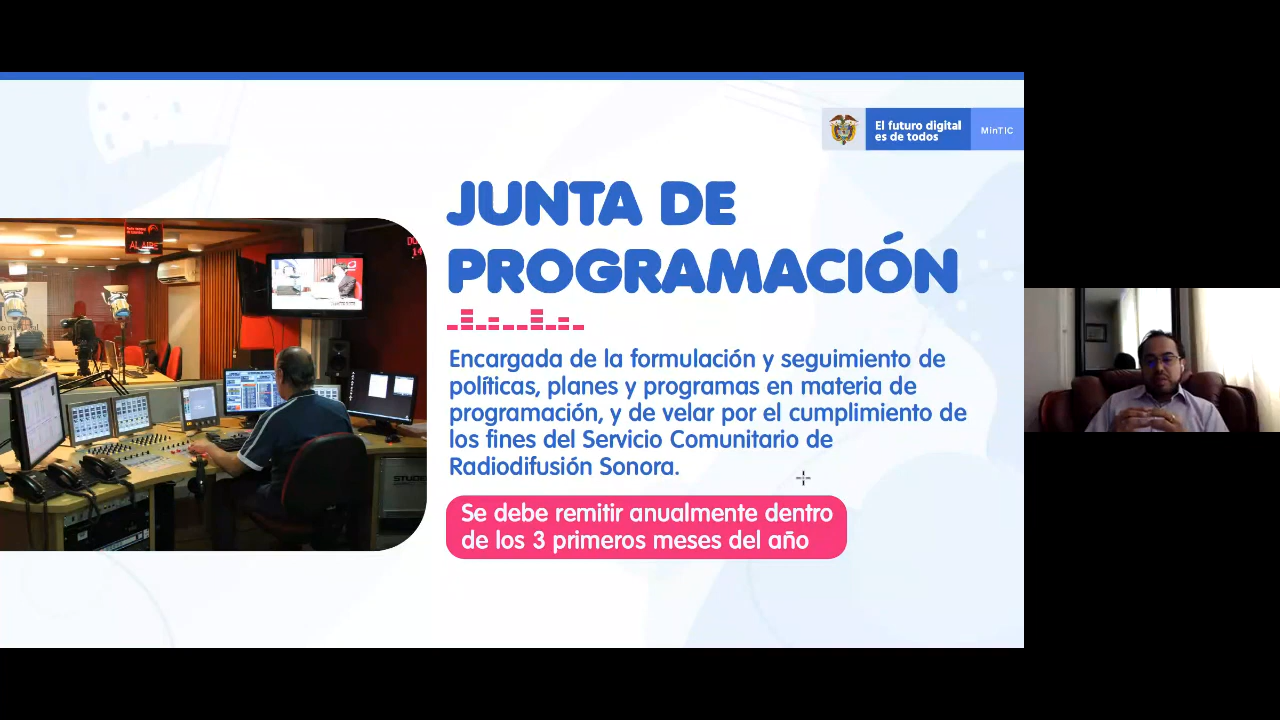 El futuro digital
es de todos
MinTIC
JUNTA DE
PROGRAMACIÓN
Encargada de la formulación y seguimiento de
políticas, planes y programas en materia de
programación, y de velar por el cumplimiento de
los fines del Servicio Comunitario de
Radiodifusión Sonora.
Se debe remitir anualmente dentro
de los 3 primeros meses del año
AL AIRE